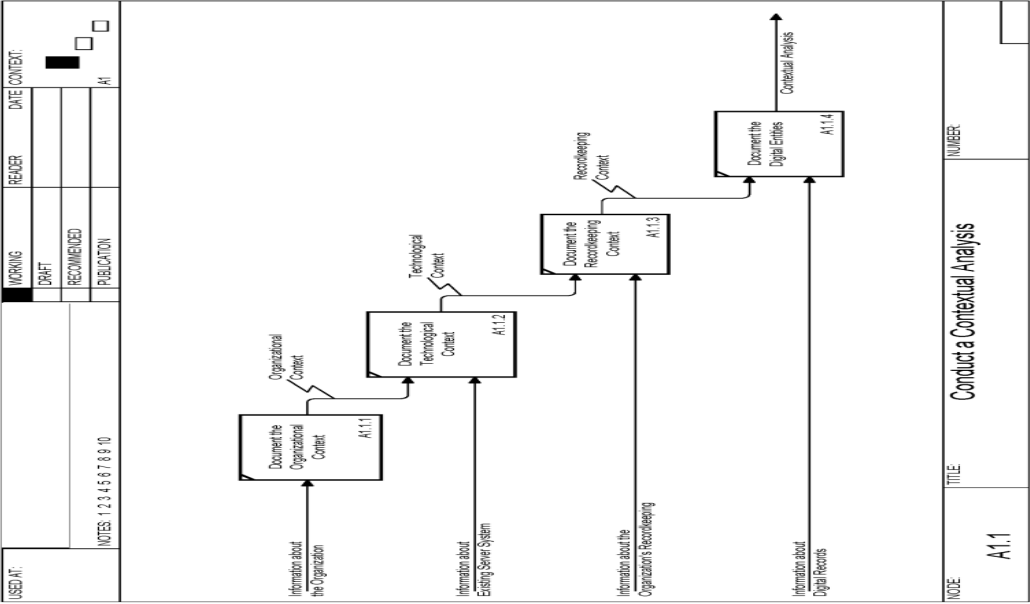 USED AT:
NOTES: 1 2 3 4 5 6 7 8 9 10
WORKING
DRAFT
RECOMMENDED
PUBLICATION
READER
DATE
CONTEXT:
A1
Information about
the Organization
Document the
Organizational
Context
A1.1.1
Organizational
Context
Information about
Existing Server System
Document the
Technological
Context
A1.1.2
Technological
Context
Information about the
Organization's Recordkeeping
Document the
Recordkeeping
Context
A1.1.3
Recordkeeping
Context
Information about
Digital Records
Document the
Digital Entities
A1.1.4
Contextual Analysis
NODE:
A1.1
TITLE:
Conduct a Contextual Analysis
NUMBER: